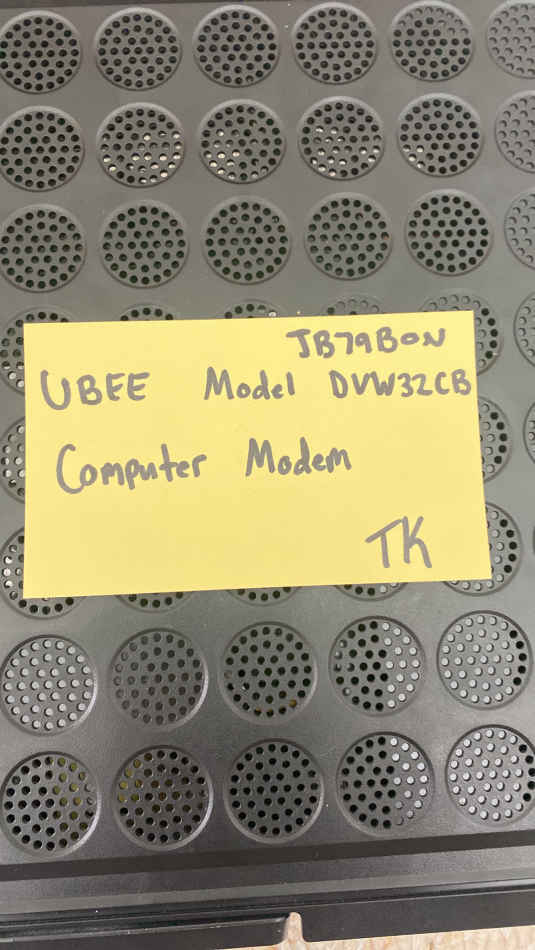 JB79BON
UBEE Model DVW32CB
Computer Modem
TK